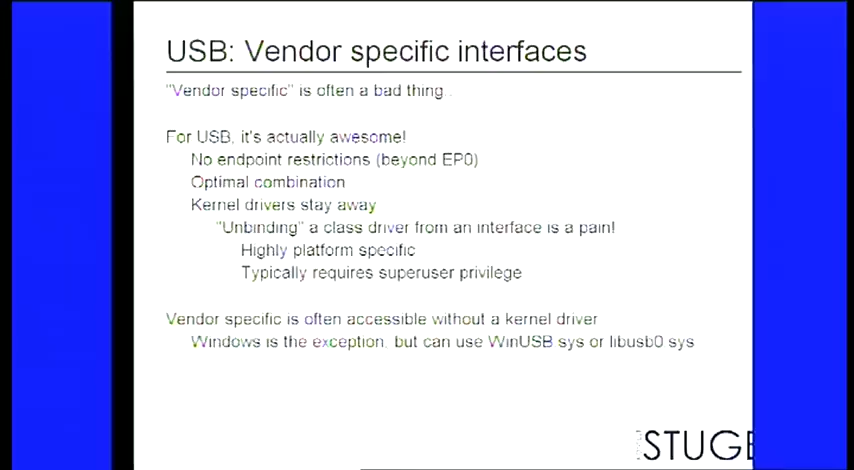 USB: Vendor specific interfaces
"Vendor specific" is often a bad thing..
For USB, it's actually awesome!
No endpoint restrictions (beyond EP0)
Optimal combination
Kernel drivers stay away
"Unbinding" a class driver from an interface is a pain!
Highly platform specific
Typically requires superuser privilege
Vendor specific is often accessible without a kernel driver
Windows is the exception, but can use WinUSB sys or libusb0 sys
STUGE